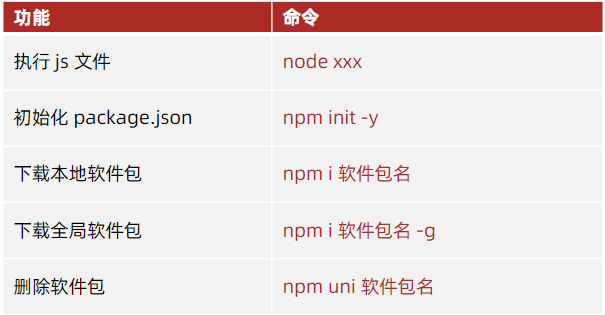 功能 命令
执行 js 文件 node xxx
初始化 package.json npm init -y
下载本地软件包 npm i 软件包名
下载全局软件包 npm i 软件包名 -g
删除软件包 npm uni 软件包名